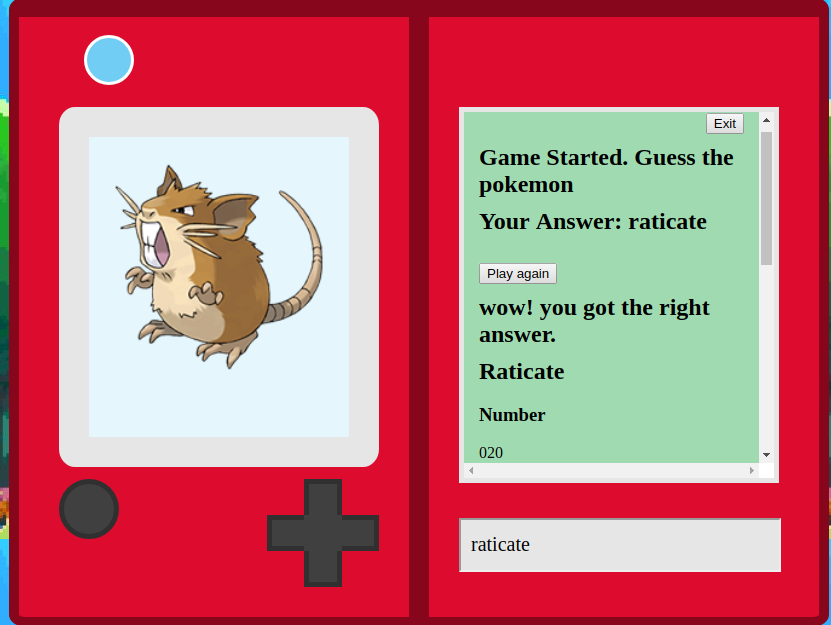 Exit
Game Started. Guess the
pokemon
Your Answer: raticate
Play again
wow! you got the right
answer.
Raticate
Number
020
raticate